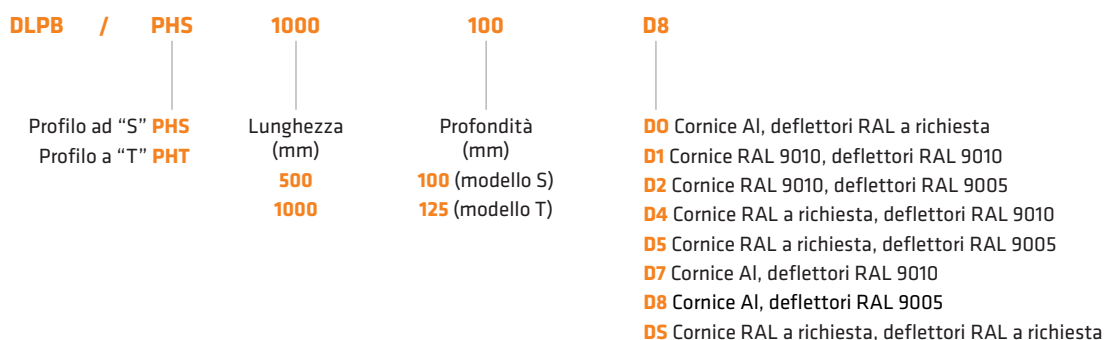 DLPB / PHS 1000 100 D8
Profilo ad “S” PHS
Profilo a “T” PHT
Lunghezza
(mm)
500
1000
Profondità
(mm)
100 (modello S)
125 (modello T)
D0 Cornice Al, deflettori RAL a richiesta
D1 Cornice RAL 9010, deflettori RAL 9010
D2 Cornice RAL 9010, deflettori RAL 9005
D4 Cornice RAL a richiesta, deflettori RAL 9010
D5 Cornice RAL a richiesta, deflettori RAL 9005
D7 Cornice Al, deflettori RAL 9010
D8 Cornice Al, deflettori RAL 9005
DS Cornice RAL a richiesta, deflettori RAL a richiesta